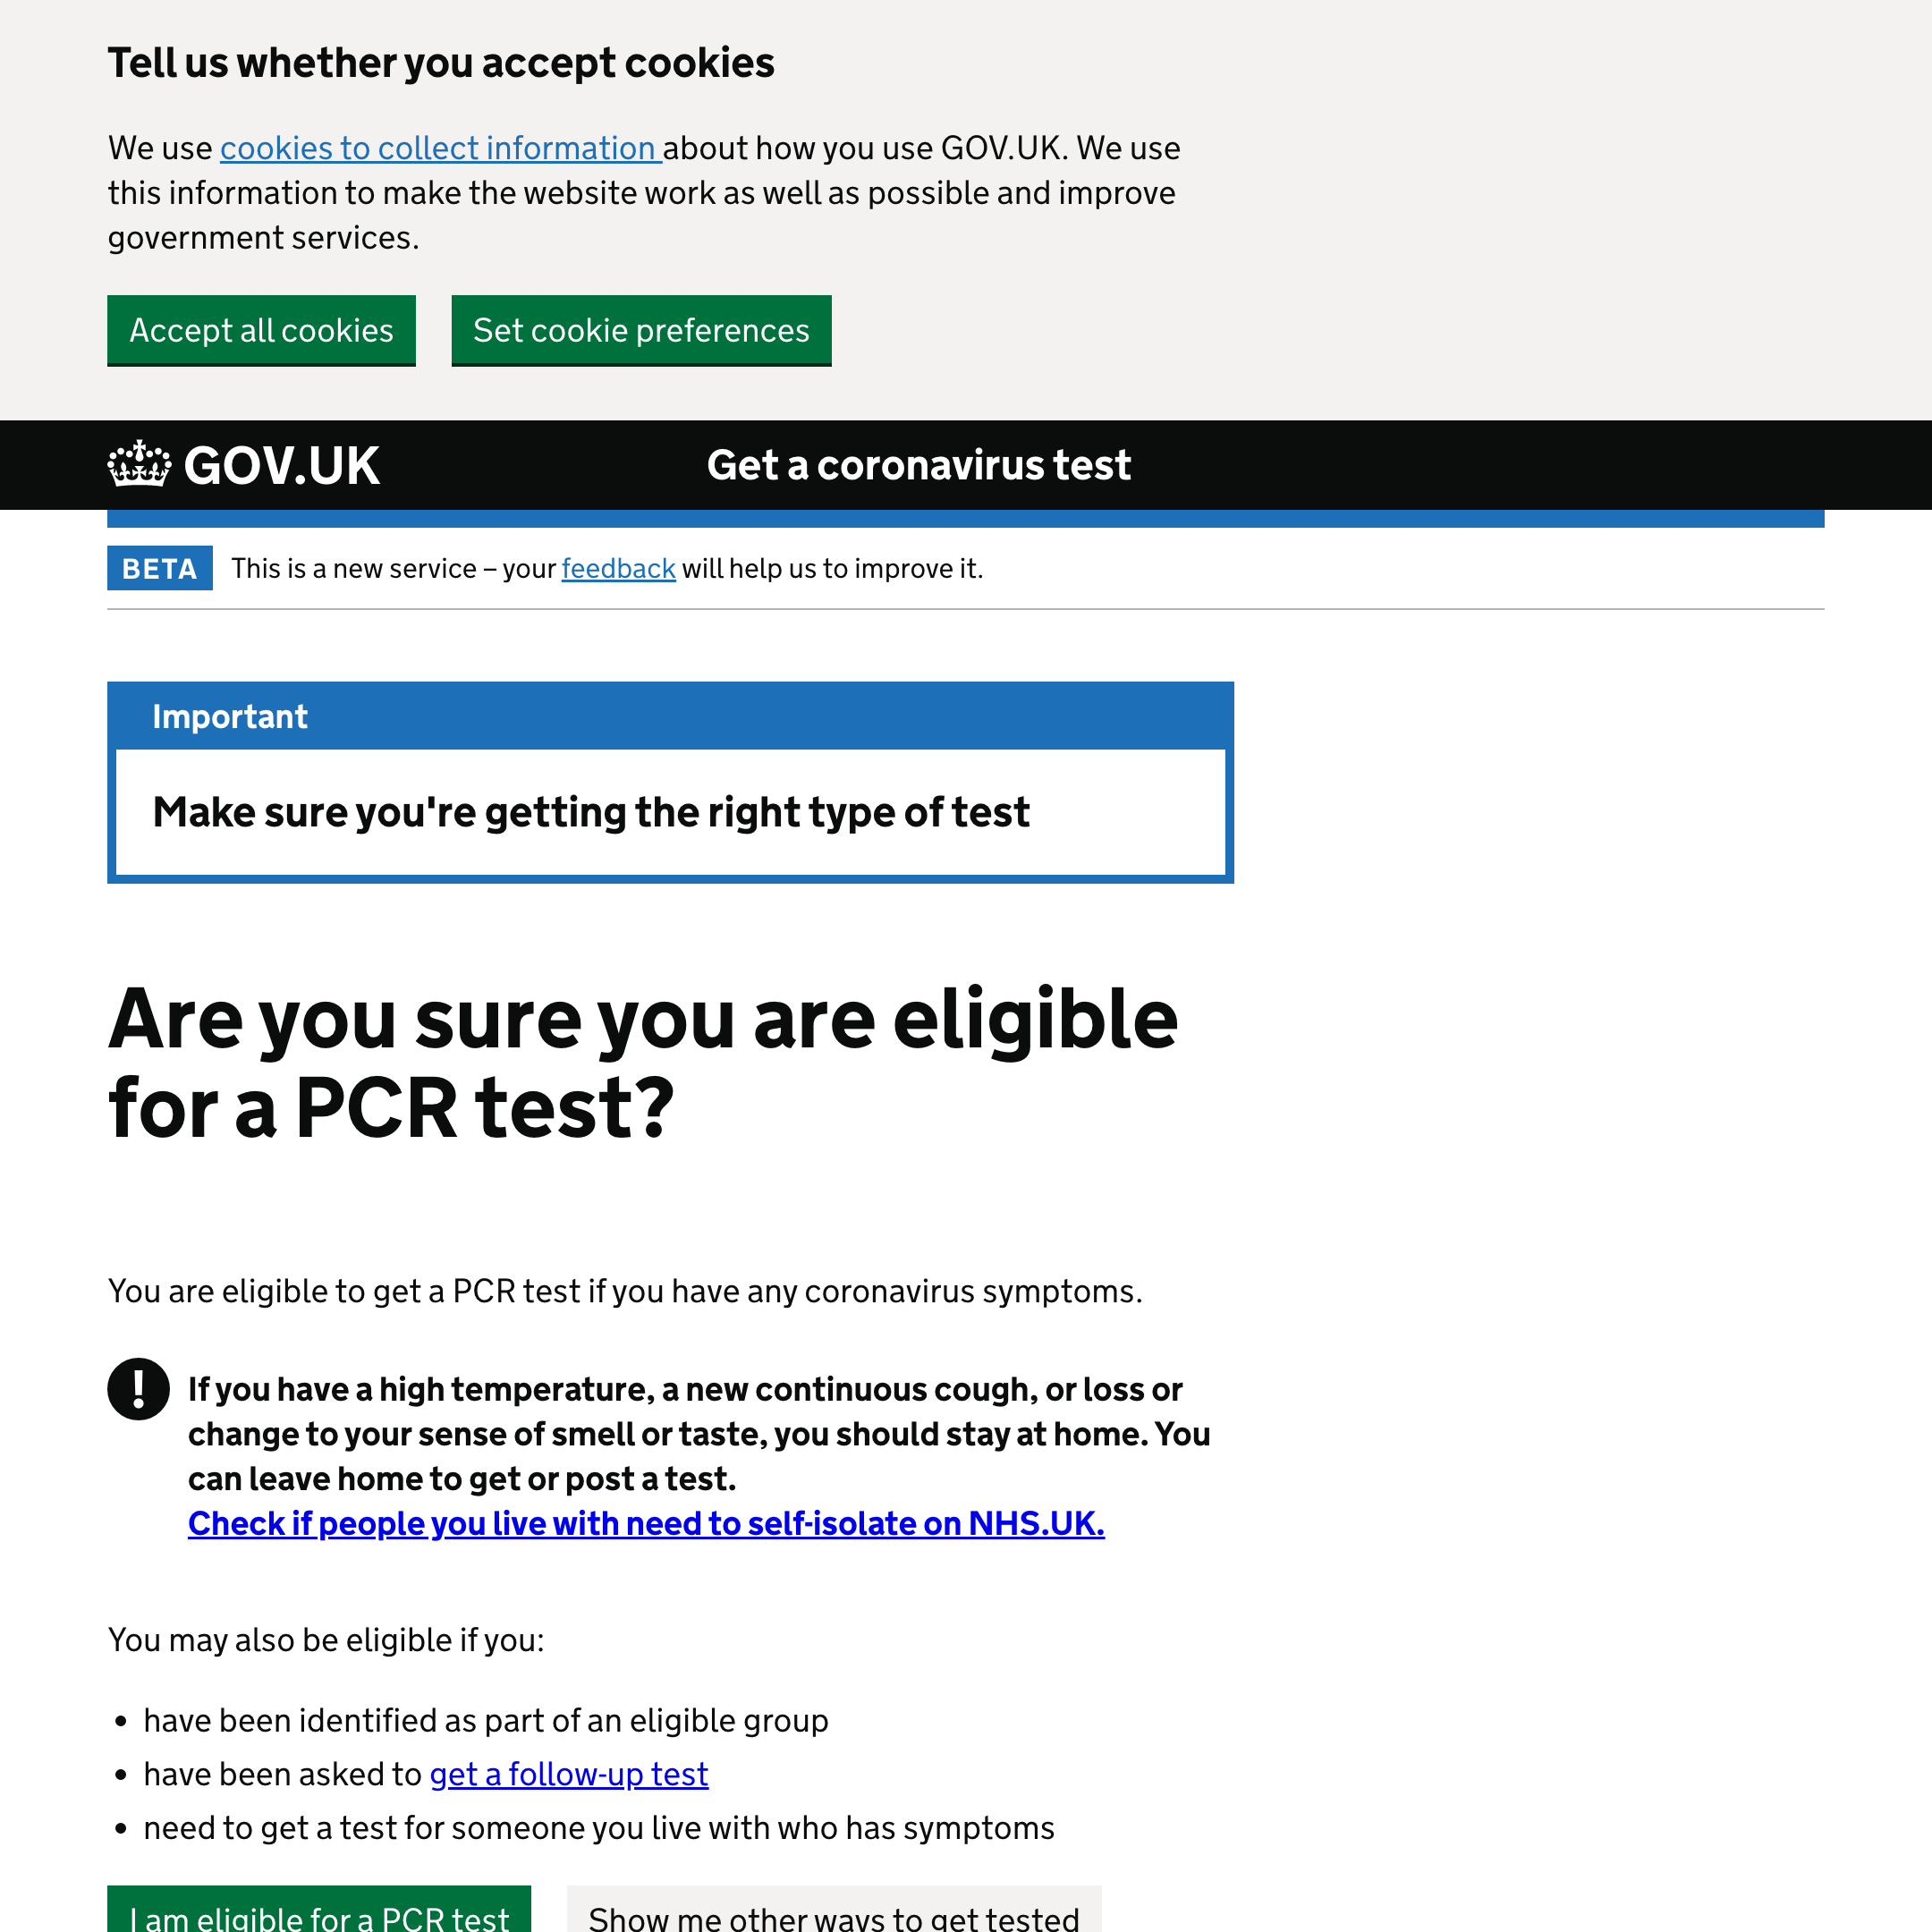 Tell us whether you accept cookies
We use cookies to collect information about how you use GOV.UK. We use
this information to make the website work as well as possible and improve
government services.
Accept all cookies
Set cookie preferences
GOV.UK
Get a coronavirus test
BETA
This is a new service – your feedback will help us to improve it.
Important
Make sure you're getting the right type of test
Are you sure you are eligible
for a PCR test?
You are eligible to get a PCR test if you have any coronavirus symptoms.
!
If you have a high temperature, a new continuous cough, or loss or
change to your sense of smell or taste, you should stay at home. You
can leave home to get or post a test.
Check if people you live with need to self-isolate on NHS.UK.
You may also be eligible if you:
• have been identified as part of an eligible group
• have been asked to get a follow-up test
• need to get a test for someone you live with who has symptoms
I am eligible for a PCR test
Show me other ways to get tested